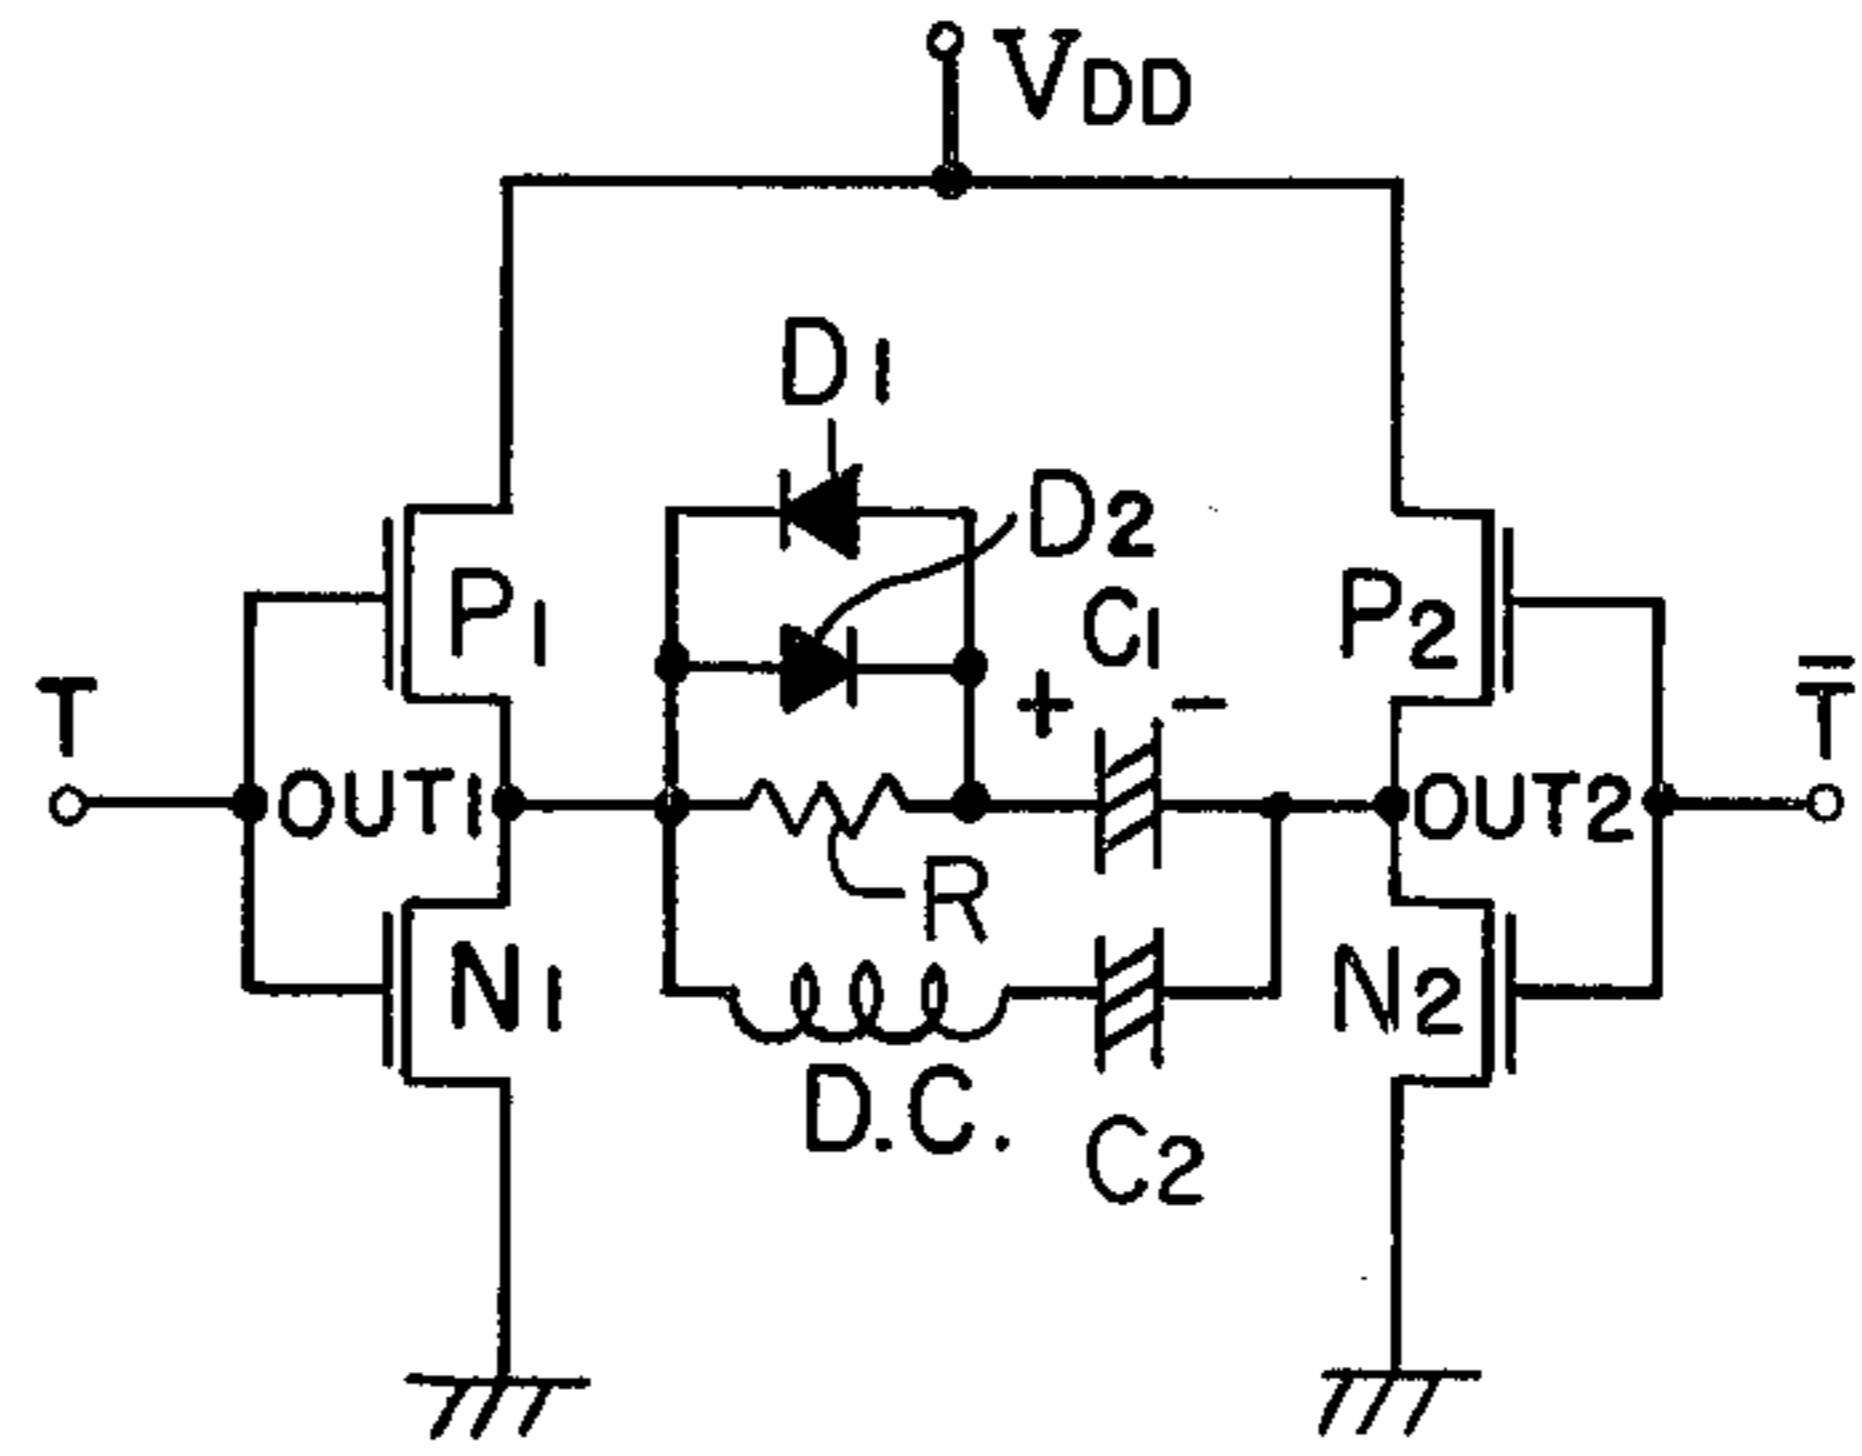 VDD
D1
D2
C1
P1
P2
T
T̅
+
-
OUT1
OUT2
R
N1
N2
D.C.
C2